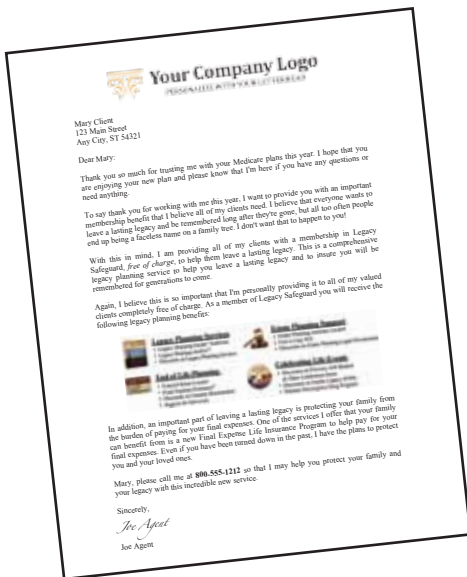 Your Company Logo
PERSONALIZE WITH YOUR LETTERHEAD
Mary Client
123 Main Street
Any City, ST 54321
Dear Mary:
Thank you so much for trusting me with your Medicate plans this year. I hope that you
are enjoying your new plan and please know that I'm here if you have any questions or
need anything.
To say thank you for working with me this year, I want to provide you with an important
membership benefit that I believe all of my clients need. I believe that everyone wants to
leave a lasting legacy and be remembered long after they're gone, but all too often people
end up being a faceless name on a family tree. I don't want that to happen to you!
With this in mind, I am providing all of my clients with a membership in Legacy
Safeguard, free of charge, to help them leave a lasting legacy. This is a comprehensive
legacy planning service to help you leave a lasting legacy and to insure you will be
remembered for generations to come.
Again, I believe this is so important that I'm personally providing it to all of my valued
clients completely free of charge. As a member of Legacy Safeguard you will receive the
following legacy planning benefits:
Legacy Planning
End of Life Planning
In addition, an important part of leaving a lasting legacy is protecting your family from
the burden of paying for your final expenses. One of the services I offer that your family
can benefit from is a new Final Expense Life Insurance Program to help pay for your
final expenses. Even if you have been turned down in the past, I have the plans to protect
you and your loved ones.
Mary, please call me at 800.555-1212 so that I may help you protect your family and
your legacy with this incredible new service.
Sincerely,
Joe Agent
Joe Agent